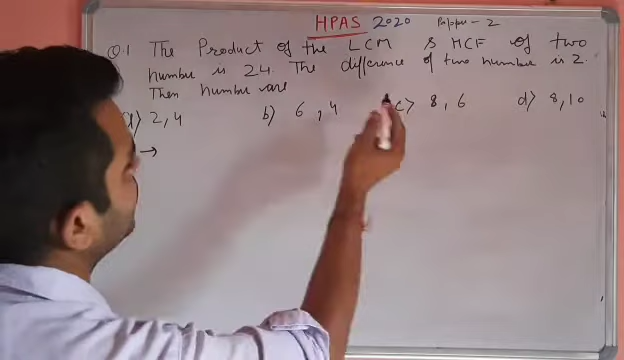 HPAS 2020 Papper - 2
Q.1 The Product of the LCM & HCF of two
number is 24. The difference of two number is 2.
Then number are
a) 2,4 b) 6,4 c) 8,6 d) 8,10
→